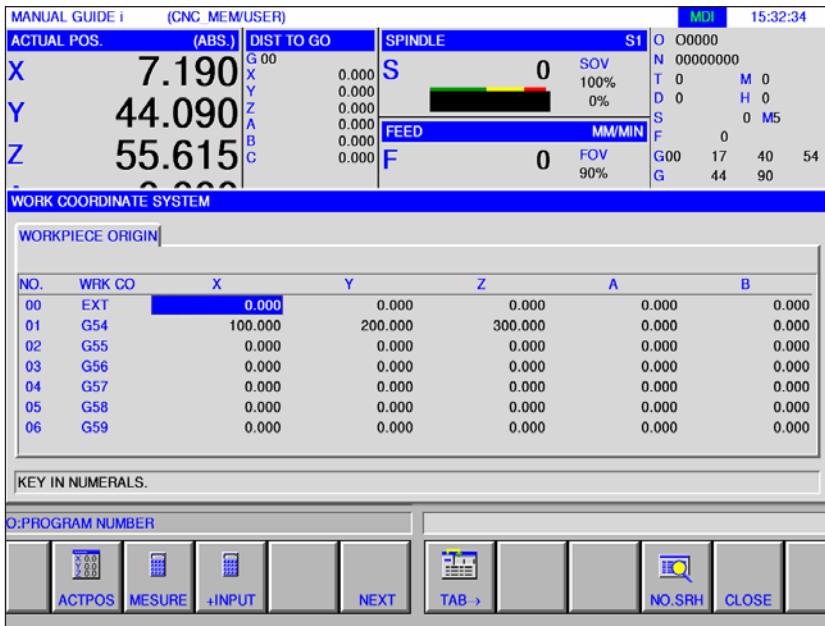 MANUAL GUIDE i (CNC_MEM/USER) MDI 15:32:34
ACTUAL POS. (ABS.)
X 7.190
Y 44.090
Z 55.615
DIST TO GO
G 00
X 0.000
Y 0.000
Z 0.000
A 0.000
B 0.000
C 0.000
SPINDLE S1
S 0 SOV
100%
0%
FEED MM/MIN
F 0 FOV
90%
O O0000
N 00000000
T 0 M 0
D 0 H 0
S 0 M5
F 0
G00 17 40 54
G 44 90
WORK COORDINATE SYSTEM
WORKPIECE ORIGIN
NO. WRK CO X Y Z A B
00 EXT 0.000 0.000 0.000 0.000 0.000
01 G54 100.000 200.000 300.000 0.000 0.000
02 G55 0.000 0.000 0.000 0.000 0.000
03 G56 0.000 0.000 0.000 0.000 0.000
04 G57 0.000 0.000 0.000 0.000 0.000
05 G58 0.000 0.000 0.000 0.000 0.000
06 G59 0.000 0.000 0.000 0.000 0.000
KEY IN NUMERALS.
O:PROGRAM NUMBER
ACTPOS MESURE +INPUT NEXT TAB→ NO.SRH CLOSE